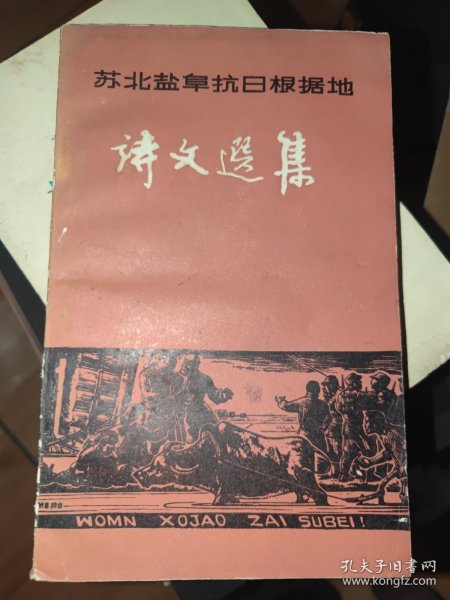 苏北盐阜抗日根据地
诗文選集
WOMN XOJAO ZAI SUBEI!
孔夫子旧书网
www.kongfz.com